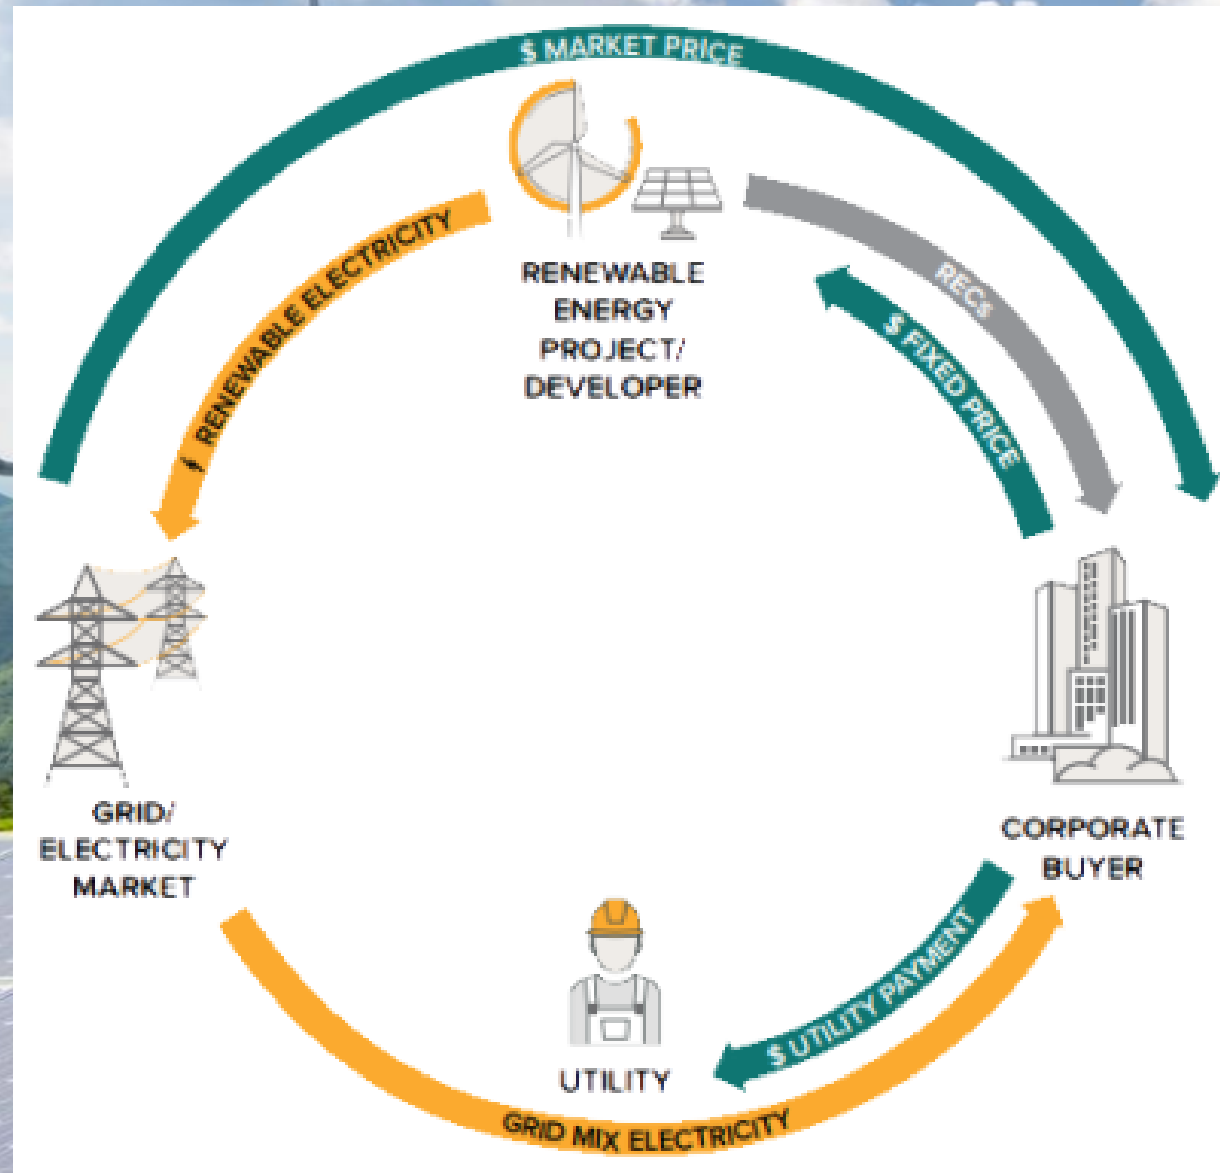 $ MARKET PRICE
RENEWABLE ELECTRICITY
RENEWABLE
ENERGY
PROJECT/
DEVELOPER
RECs
$ FIXED PRICE
GRID/
ELECTRICITY
MARKET
CORPORATE
BUYER
UTILITY
$ UTILITY PAYMENT
GRID MIX ELECTRICITY